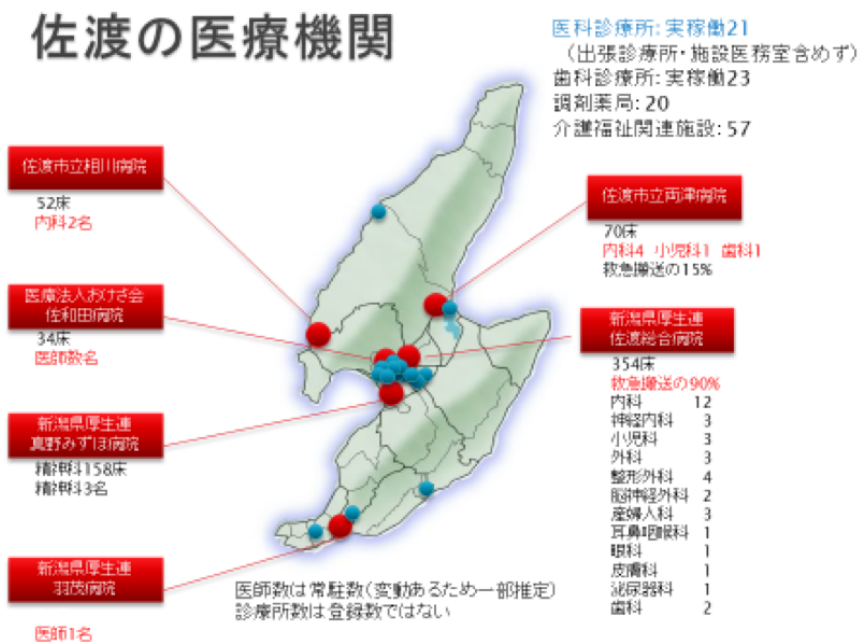 佐渡の医療機関
医科診療所: 実稼働21
（出張診療所・施設医務室含めず）
歯科診療所: 実稼働23
調剤薬局: 20
介護福祉関連施設: 57
佐渡市立相川病院
52床
内科2名
医療法人おけさ会
佐和田病院
34床
医師数名
新潟県厚生連
真野みずほ病院
精神科158床
精神科3名
新潟県厚生連
羽茂病院
医師1名
佐渡市立両津病院
70床
内科4 小児科1 歯科1
救急搬送の15%
新潟県厚生連
佐渡総合病院
354床
救急搬送の90%
内科 12
神経内科 3
小児科 3
外科 3
整形外科 4
脳神経外科 2
産婦人科 3
耳鼻咽喉科 1
眼科 1
皮膚科 1
泌尿器科 1
歯科 2
医師数は常駐数(変動あるため一部推定)
診療所数は登録数ではない